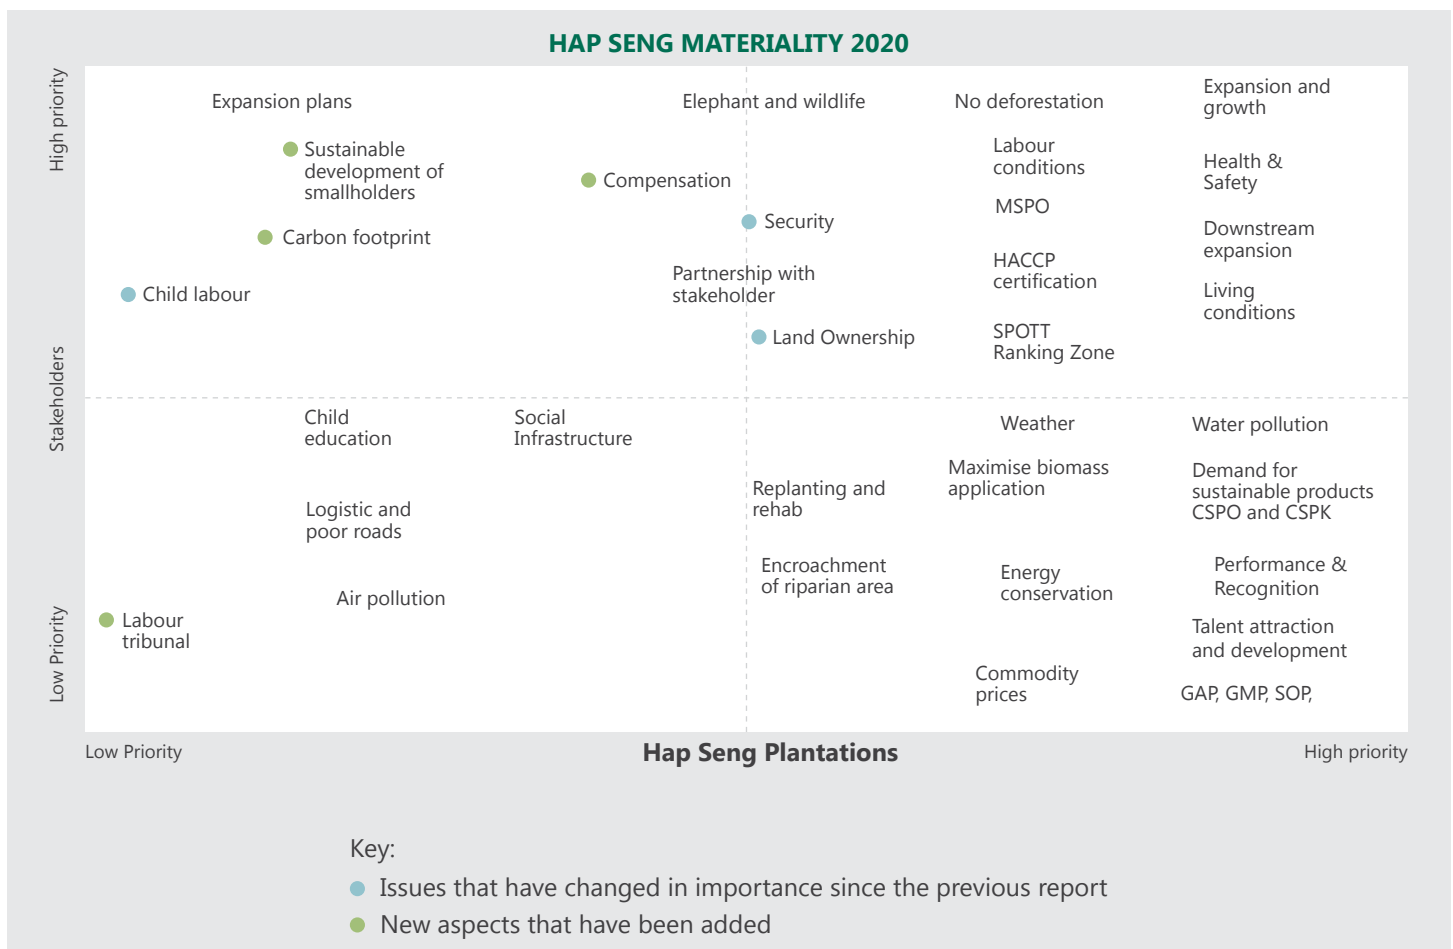 HAP SENG MATERIALITY 2020
High priority
Stakeholders
Low Priority
Expansion plans
Elephant and wildlife
No deforestation
Expansion and
growth
Sustainable
development of
smallholders
Compensation
Labour
conditions
Health &
Safety
MSPO
Security
Carbon footprint
Downstream
expansion
Partnership with
stakeholder
HACCP
certification
Child labour
Living
conditions
Land Ownership
SPOTT
Ranking Zone
Child
education
Social
Infrastructure
Weather
Water pollution
Maximise biomass
application
Demand for
sustainable products
CSPO and CSPK
Replanting and
rehab
Logistic and
poor roads
Encroachment
of riparian area
Energy
conservation
Performance &
Recognition
Air pollution
Labour
tribunal
Talent attraction
and development
Commodity
prices
GAP, GMP, SOP,
Low Priority
Hap Seng Plantations
High priority
Key:
Issues that have changed in importance since the previous report
New aspects that have been added